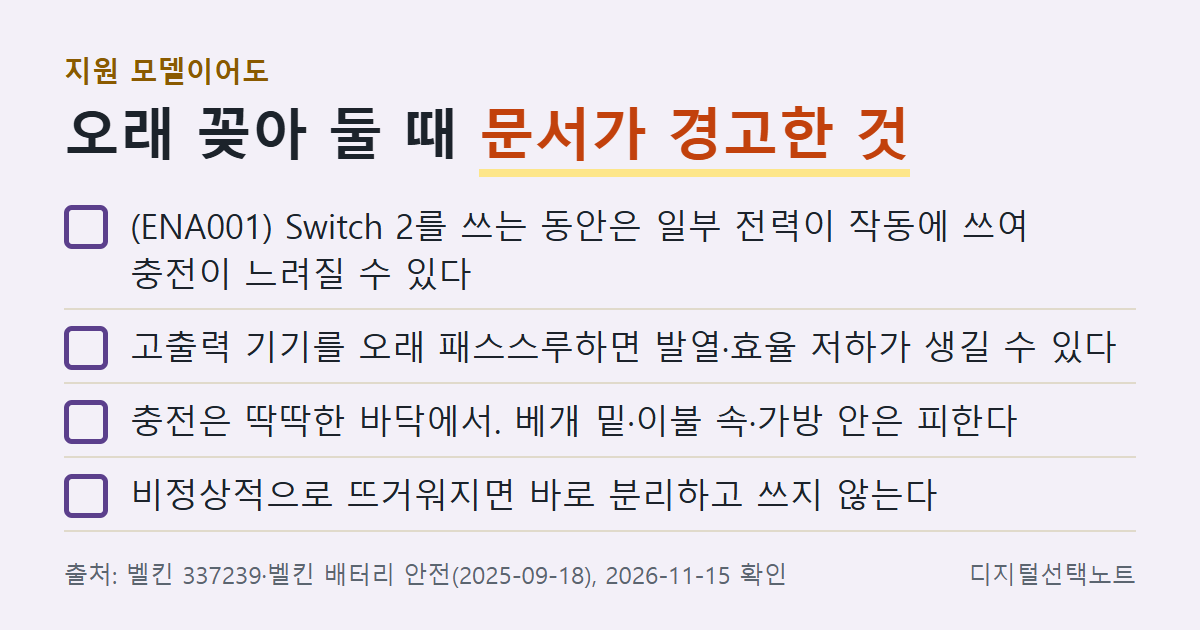 지원 모델이어도
오래 꽂아 둘 때 문서가 경고한 것
(ENA001) Switch 2를 쓰는 동안은 일부 전력이 작동에 쓰여
충전이 느려질 수 있다
고출력 기기를 오래 패스스루하면 발열·효율 저하가 생길 수 있다
충전은 딱딱한 바닥에서. 베개 밑·이불 속·가방 안은 피한다
비정상적으로 뜨거워지면 바로 분리하고 쓰지 않는다
출처: 벨킨 337239·벨킨 배터리 안전(2025-09-18), 2026-11-15 확인
디지털선택노트